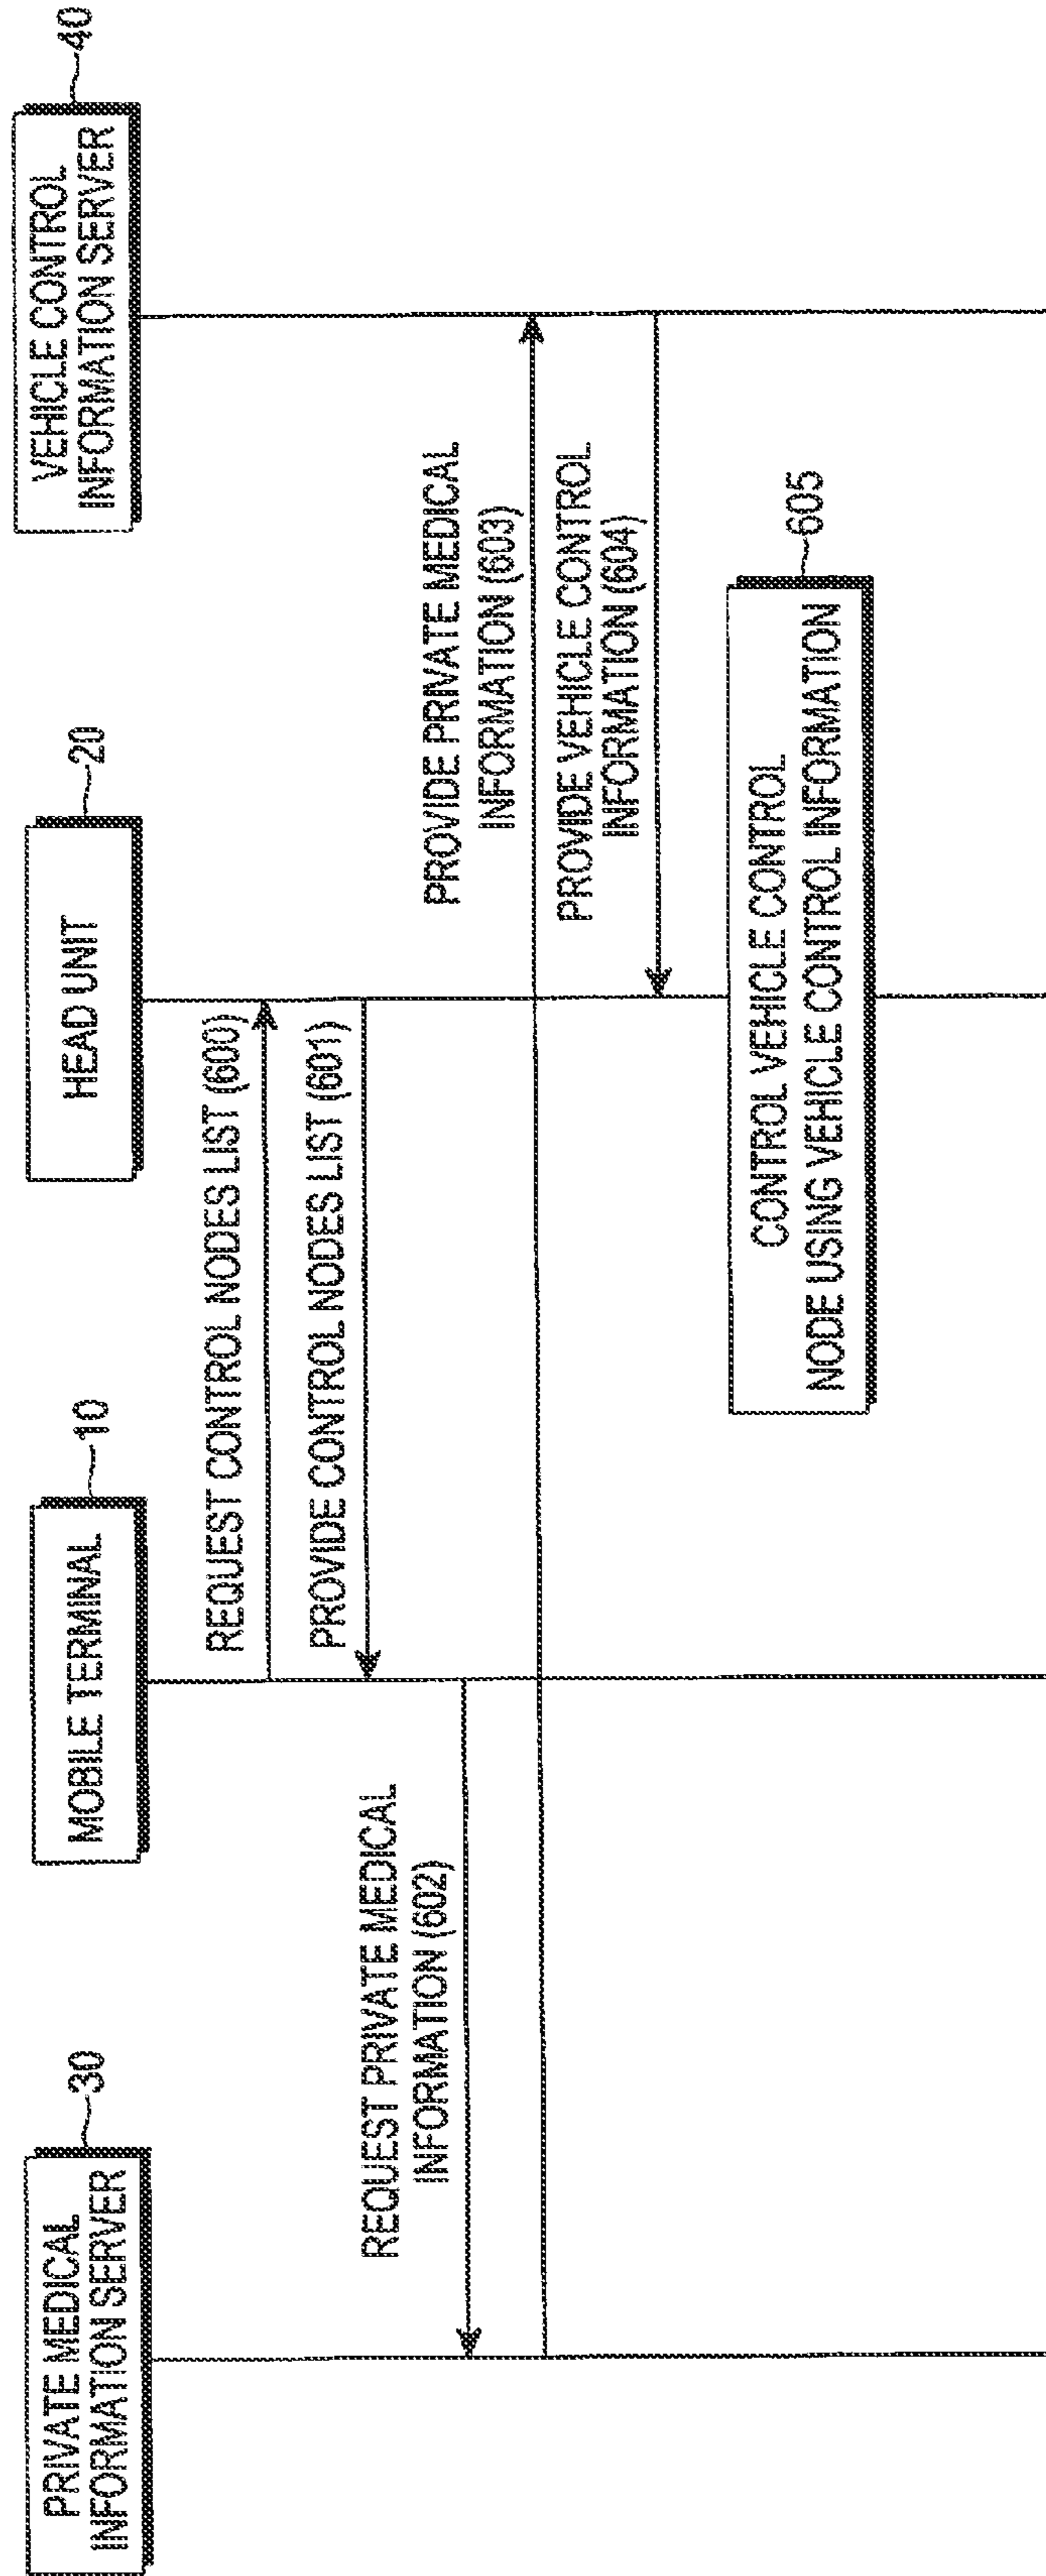 PRIVATE MEDICAL
INFORMATION SERVER
30
MOBILE TERMINAL
10
HEAD UNIT
20
VEHICLE CONTROL
INFORMATION SERVER
40
REQUEST CONTROL NODES LIST (600)
PROVIDE CONTROL NODES LIST (601)
REQUEST PRIVATE MEDICAL
INFORMATION (602)
PROVIDE PRIVATE MEDICAL
INFORMATION (603)
PROVIDE VEHICLE CONTROL
INFORMATION (604)
CONTROL VEHICLE CONTROL
NODE USING VEHICLE CONTROL INFORMATION
605